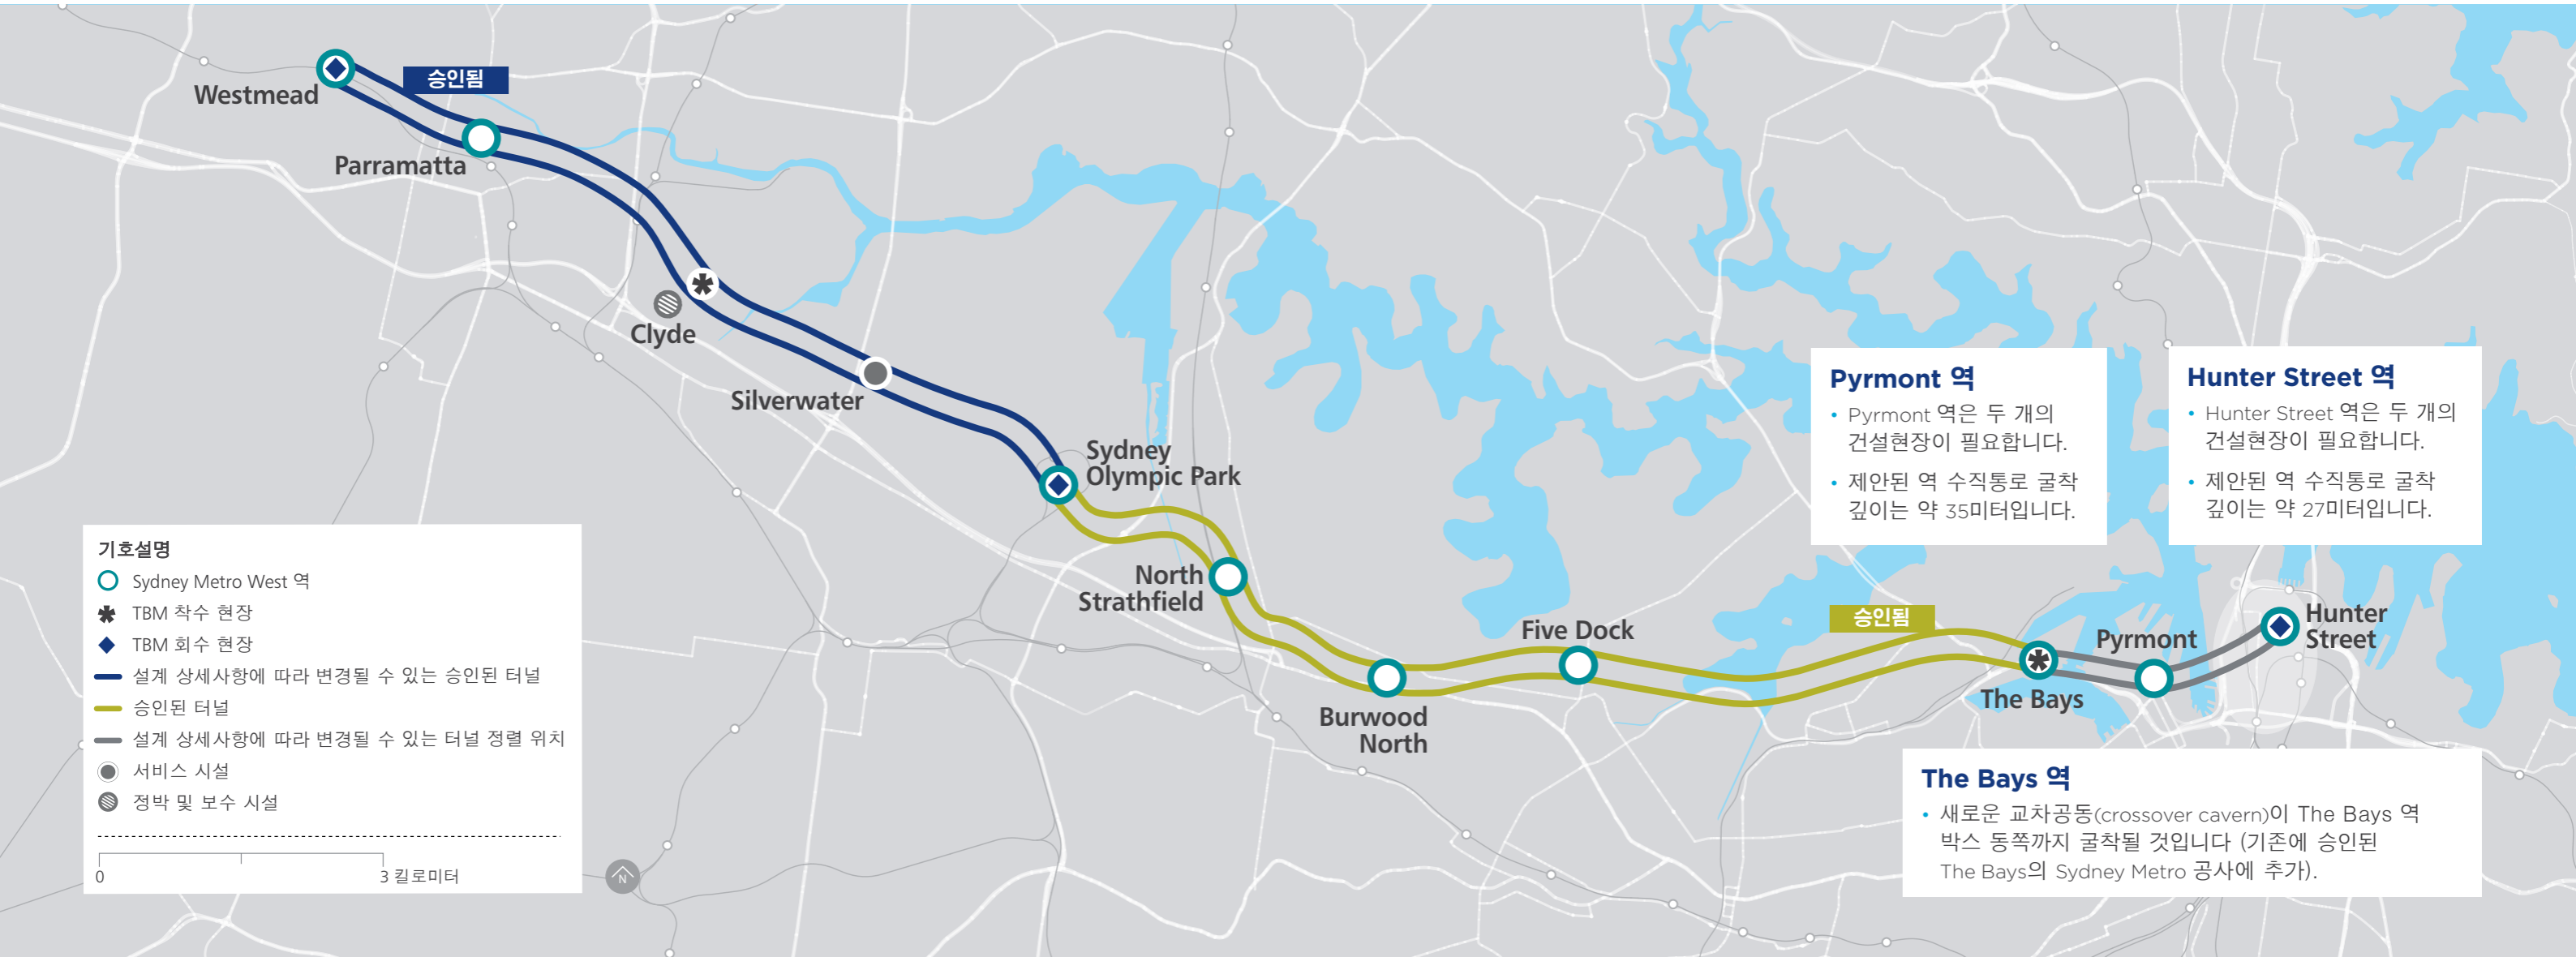 Westmead
승인됨
Parramatta
Clyde
Silverwater
Sydney
Olympic Park
North
Strathfield
Burwood
North
Five Dock
승인됨
The Bays
Pyrmont
Hunter
Street
Pyrmont 역
• Pyrmont 역은 두 개의
건설현장이 필요합니다.
• 제안된 역 수직통로 굴착
깊이는 약 35미터입니다.
Hunter Street 역
• Hunter Street 역은 두 개의
건설현장이 필요합니다.
• 제안된 역 수직통로 굴착
깊이는 약 27미터입니다.
The Bays 역
• 새로운 교차공동(crossover cavern)이 The Bays 역
박스 동쪽까지 굴착될 것입니다 (기존에 승인된
The Bays의 Sydney Metro 공사에 추가).
기호설명
Sydney Metro West 역
TBM 착수 현장
TBM 회수 현장
설계 상세사항에 따라 변경될 수 있는 승인된 터널
승인된 터널
설계 상세사항에 따라 변경될 수 있는 터널 정렬 위치
서비스 시설
정박 및 보수 시설
0 3 킬로미터
N